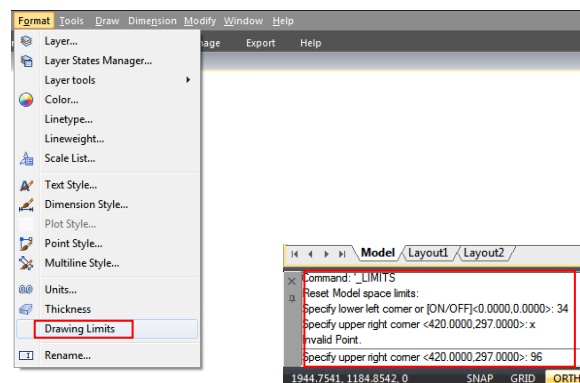 Format Tools Draw Dimension Modify Window Help
age Export Help
Layer...
Layer States Manager...
Layer tools
Color...
Linetype...
Lineweight...
Scale List...
Text Style...
Dimension Style...
Plot Style...
Point Style...
Multiline Style...
Units...
Thickness
Drawing Limits
Rename...
Model Layout1 Layout2
Command: '_LIMITS
Reset Model space limits:
Specify lower left corner or [ON/OFF]<0.0000,0.0000>: 34
Specify upper right corner <420.0000,297.0000>: x
Invalid Point.
Specify upper right corner <420.0000,297.0000>: 96
1944.7541, 1184.8542, 0 SNAP GRID ORTH